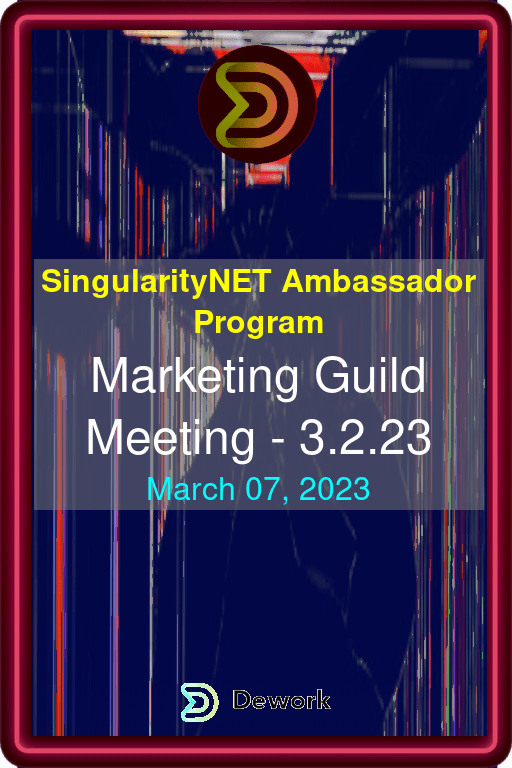 SingularityNET Ambassador
Program
Marketing Guild
Meeting - 3.2.23
March 07, 2023
Dework